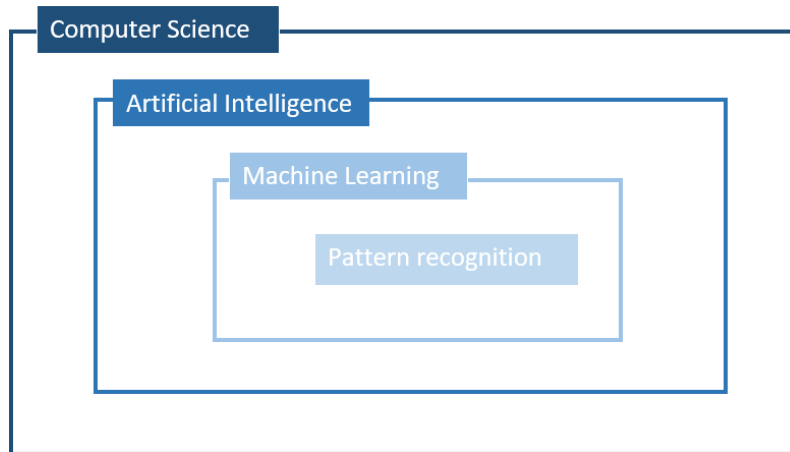 Computer Science
Artificial Intelligence
Machine Learning
Pattern recognition